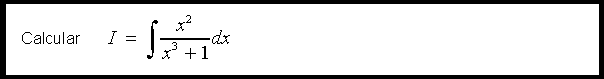 Calcular I = ∫ x²/(x³ + 1) dx